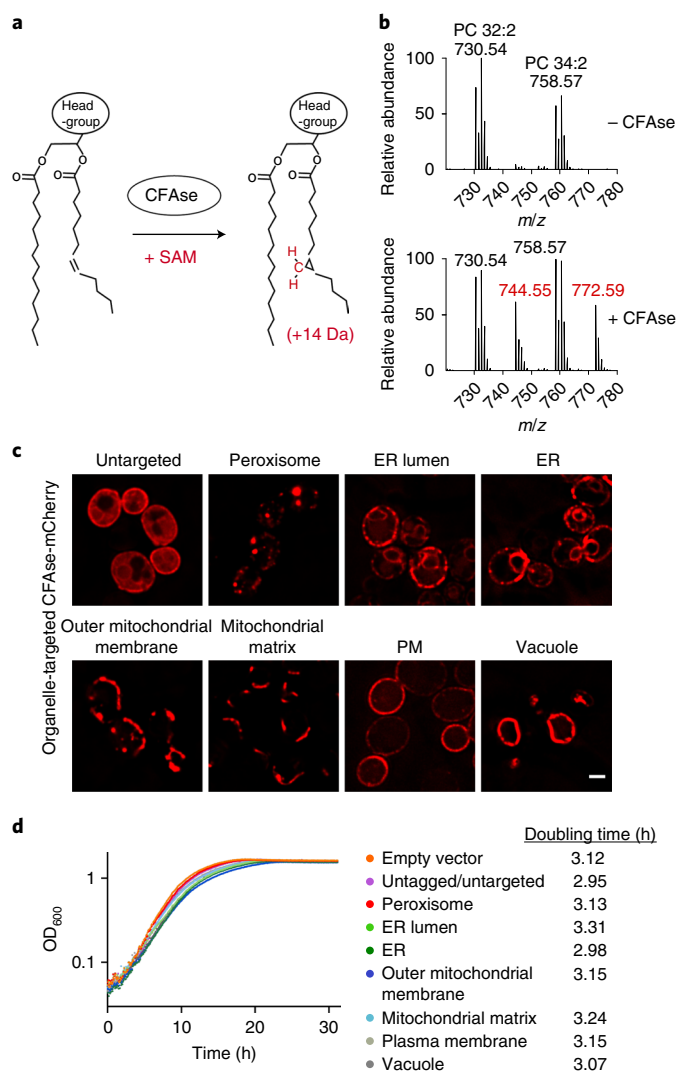 a
Head
-group
O
O
O
O
CFAse
+ SAM
Head
-group
O
O
O
O
H
C
H
(+14 Da)
b
Relative abundance
100
50
0
PC 32:2
730.54
PC 34:2
758.57
– CFAse
730
740
750
760
770
780
m/z
Relative abundance
100
50
0
730.54
744.55
758.57
772.59
+ CFAse
730
740
750
760
770
780
m/z
c
Organelle-targeted CFAse-mCherry
Untargeted
Peroxisome
ER lumen
ER
Outer mitochondrial
membrane
Mitochondrial
matrix
PM
Vacuole
d
OD600
1
0.1
0
10
20
30
Time (h)
Doubling time (h)
Empty vector 3.12
Untagged/untargeted 2.95
Peroxisome 3.13
ER lumen 3.31
ER 2.98
Outer mitochondrial 3.15
membrane
Mitochondrial matrix 3.24
Plasma membrane 3.15
Vacuole 3.07